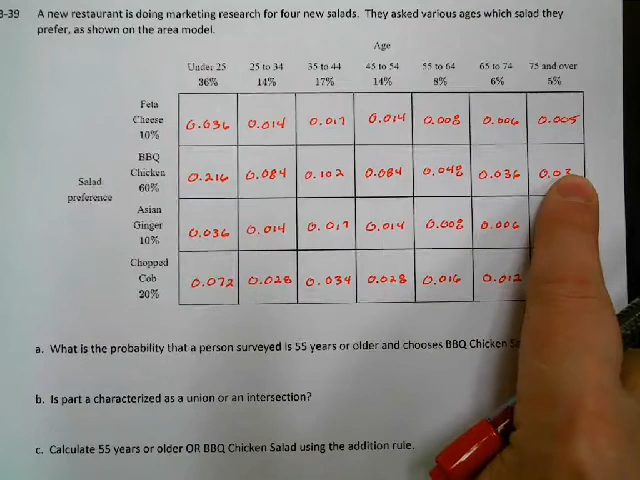 3-39 A new restaurant is doing marketing research for four new salads. They asked various ages which salad they
prefer, as shown on the area model.
Age
Under 25 25 to 34 35 to 44 45 to 54 55 to 64 65 to 74 75 and over
36% 14% 17% 14% 8% 6% 5%
Feta
Cheese 0.036 0.014 0.017 0.014 0.008 0.006 0.005
10%
BBQ
Chicken 0.216 0.084 0.102 0.084 0.048 0.036 0.03
60%
Salad
preference
Asian
Ginger 0.036 0.014 0.017 0.014 0.008 0.006
10%
Chopped
Cob 0.072 0.028 0.034 0.028 0.016 0.012
20%
a. What is the probability that a person surveyed is 55 years or older and chooses BBQ Chicken
b. Is part a characterized as a union or an intersection?
c. Calculate 55 years or older OR BBQ Chicken Salad using the addition rule.